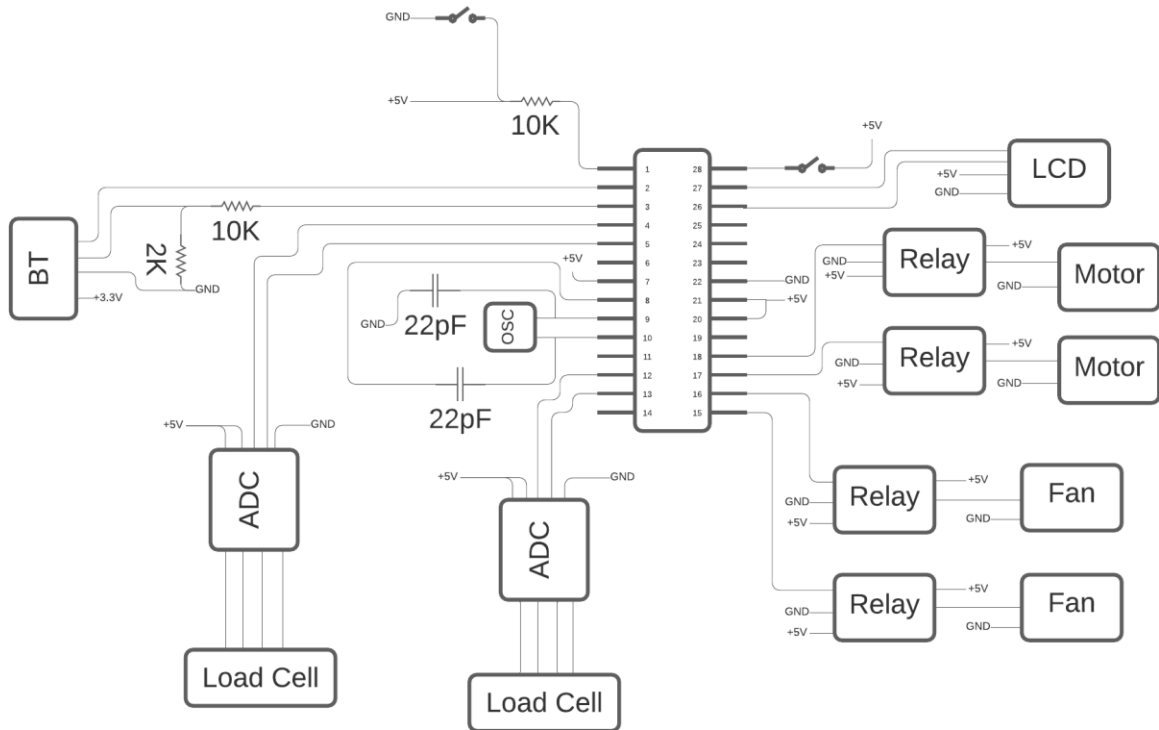 GND
+5V
10K
+5V
LCD
+5V
GND
1
2
3
4
5
6
7
8
9
10
11
12
13
14
28
27
26
25
24
23
22
21
20
19
18
17
16
15
BT
10K
2K
GND
+3.3V
+5V
GND
22pF
OSC
22pF
GND
+5V
GND
+5V
Relay
+5V
GND
Motor
GND
+5V
Relay
+5V
GND
Motor
+5V
GND
ADC
Load Cell
+5V
GND
ADC
Load Cell
GND
+5V
Relay
+5V
GND
Fan
GND
+5V
Relay
+5V
GND
Fan